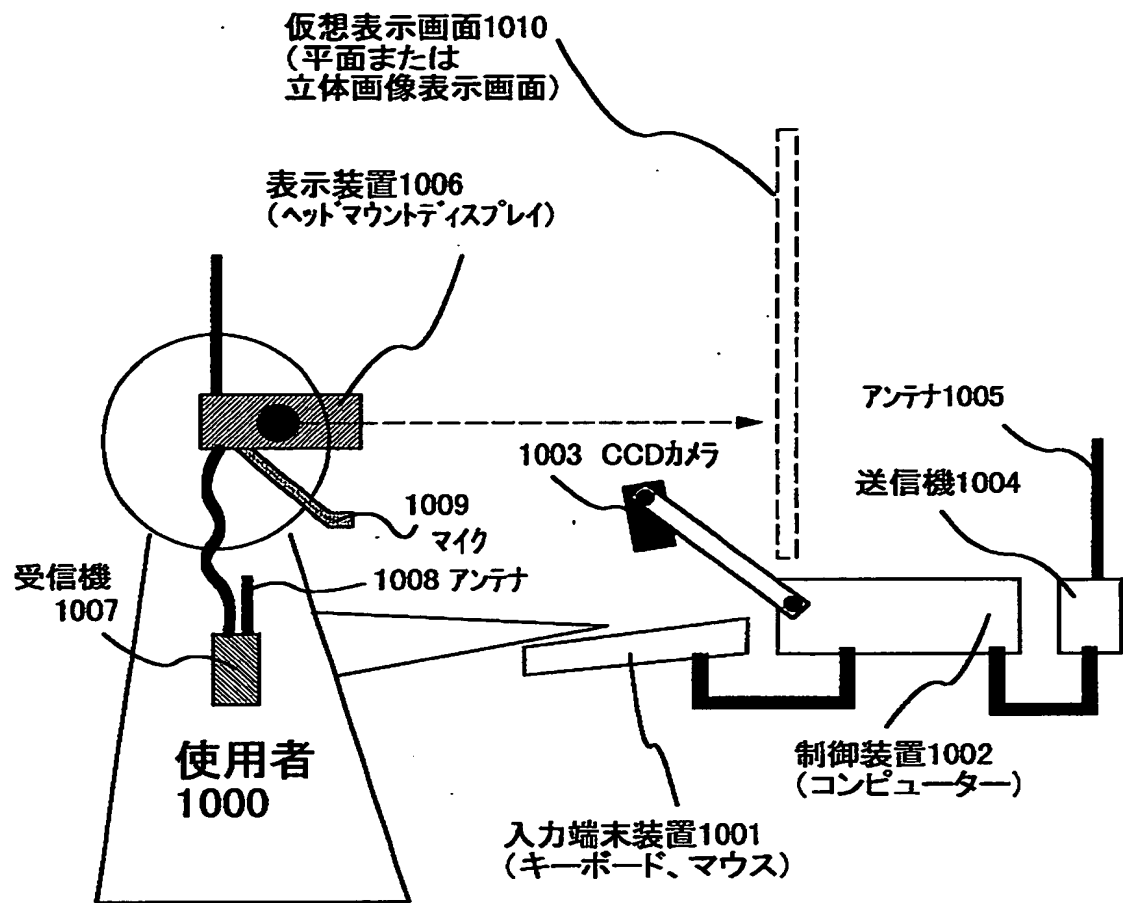 仮想表示画面1010
(平面または
立体画像表示画面)
表示装置1006
(ヘッドマウントディスプレイ)
アンテナ1005
1003 CCDカメラ
送信機1004
1009
マイク
受信機
1007
1008 アンテナ
使用者
1000
制御装置1002
(コンピューター)
入力端末装置1001
(キーボード、マウス)